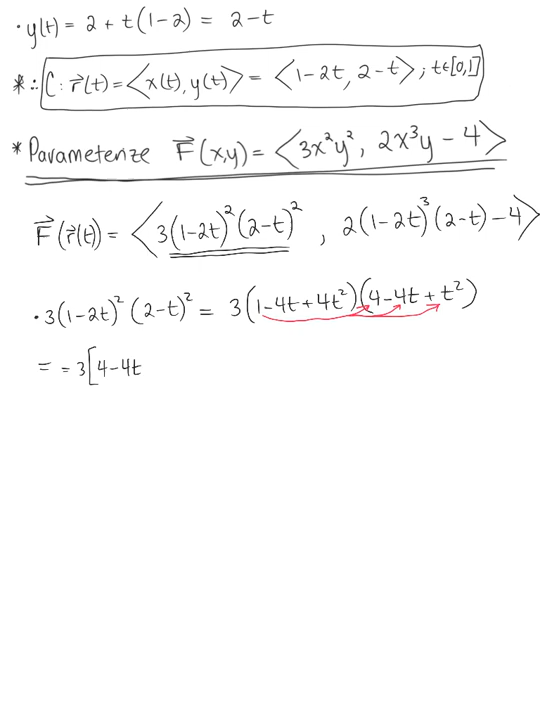 · y(t) = 2 + t(1-2) = 2-t
* ∴ C: r⃗(t) = ⟨x(t), y(t)⟩ = ⟨1-2t, 2-t⟩; t∈[0,1]
* Parameterize F⃗(x,y) = ⟨3x²y², 2x³y - 4⟩
F⃗(r⃗(t)) = ⟨3(1-2t)²(2-t)², 2(1-2t)³(2-t)-4⟩
· 3(1-2t)²(2-t)² = 3(1-4t+4t²)(4-4t+t²)
= = 3[4-4t